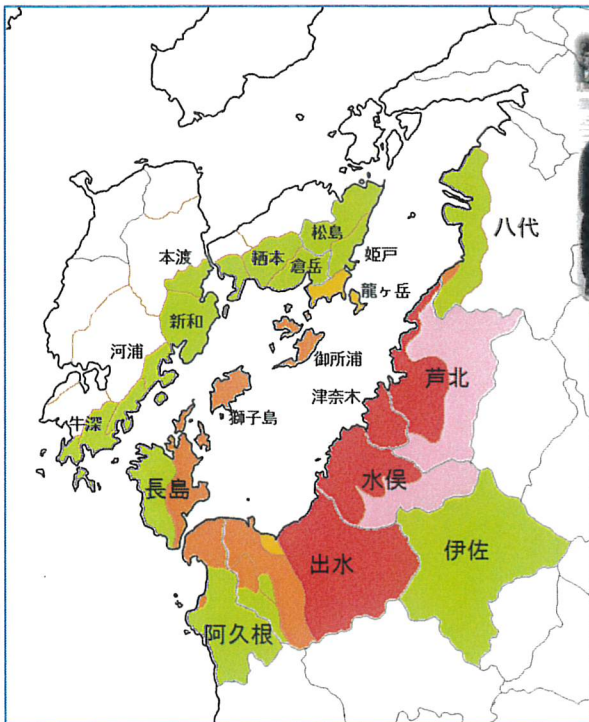 八代
松島
本渡
栖本
倉岳
姫戸
龍ヶ岳
新和
河浦
御所浦
芦北
津奈木
獅子島
牛深
長島
水俣
出水
伊佐
阿久根